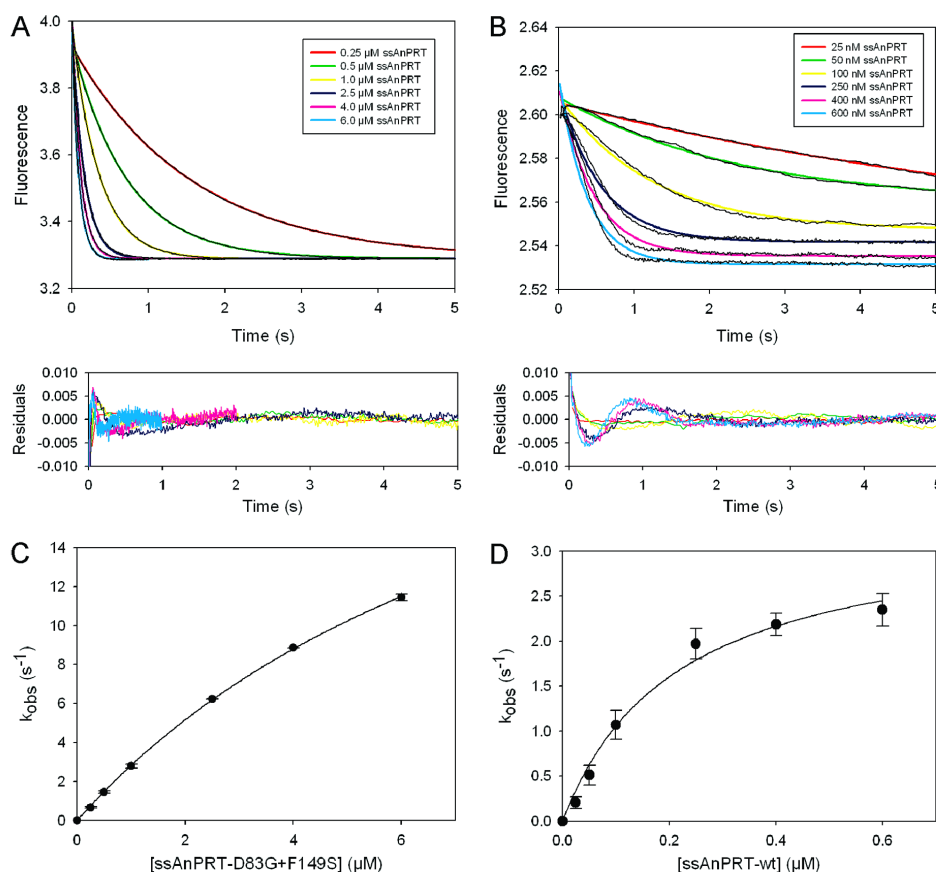 A
4.0
3.8
3.6
3.4
3.2
Fluorescence
0.25 µM ssAnPRT
0.5 µM ssAnPRT
1.0 µM ssAnPRT
2.5 µM ssAnPRT
4.0 µM ssAnPRT
6.0 µM ssAnPRT
0 1 2 3 4 5
Time (s)
B
2.64
2.62
2.60
2.58
2.56
2.54
2.52
Fluorescence
25 nM ssAnPRT
50 nM ssAnPRT
100 nM ssAnPRT
250 nM ssAnPRT
400 nM ssAnPRT
600 nM ssAnPRT
0 1 2 3 4 5
Time (s)
0.010
0.005
0.000
-0.005
-0.010
Residuals
0 1 2 3 4 5
Time (s)
0.010
0.005
0.000
-0.005
-0.010
Residuals
0 1 2 3 4 5
Time (s)
C
14
12
10
8
6
4
2
0
kobs (s-1)
0 2 4 6
[ssAnPRT-D83G+F149S] (µM)
D
3.0
2.5
2.0
1.5
1.0
0.5
0.0
kobs (s-1)
0.0 0.2 0.4 0.6
[ssAnPRT-wt] (µM)